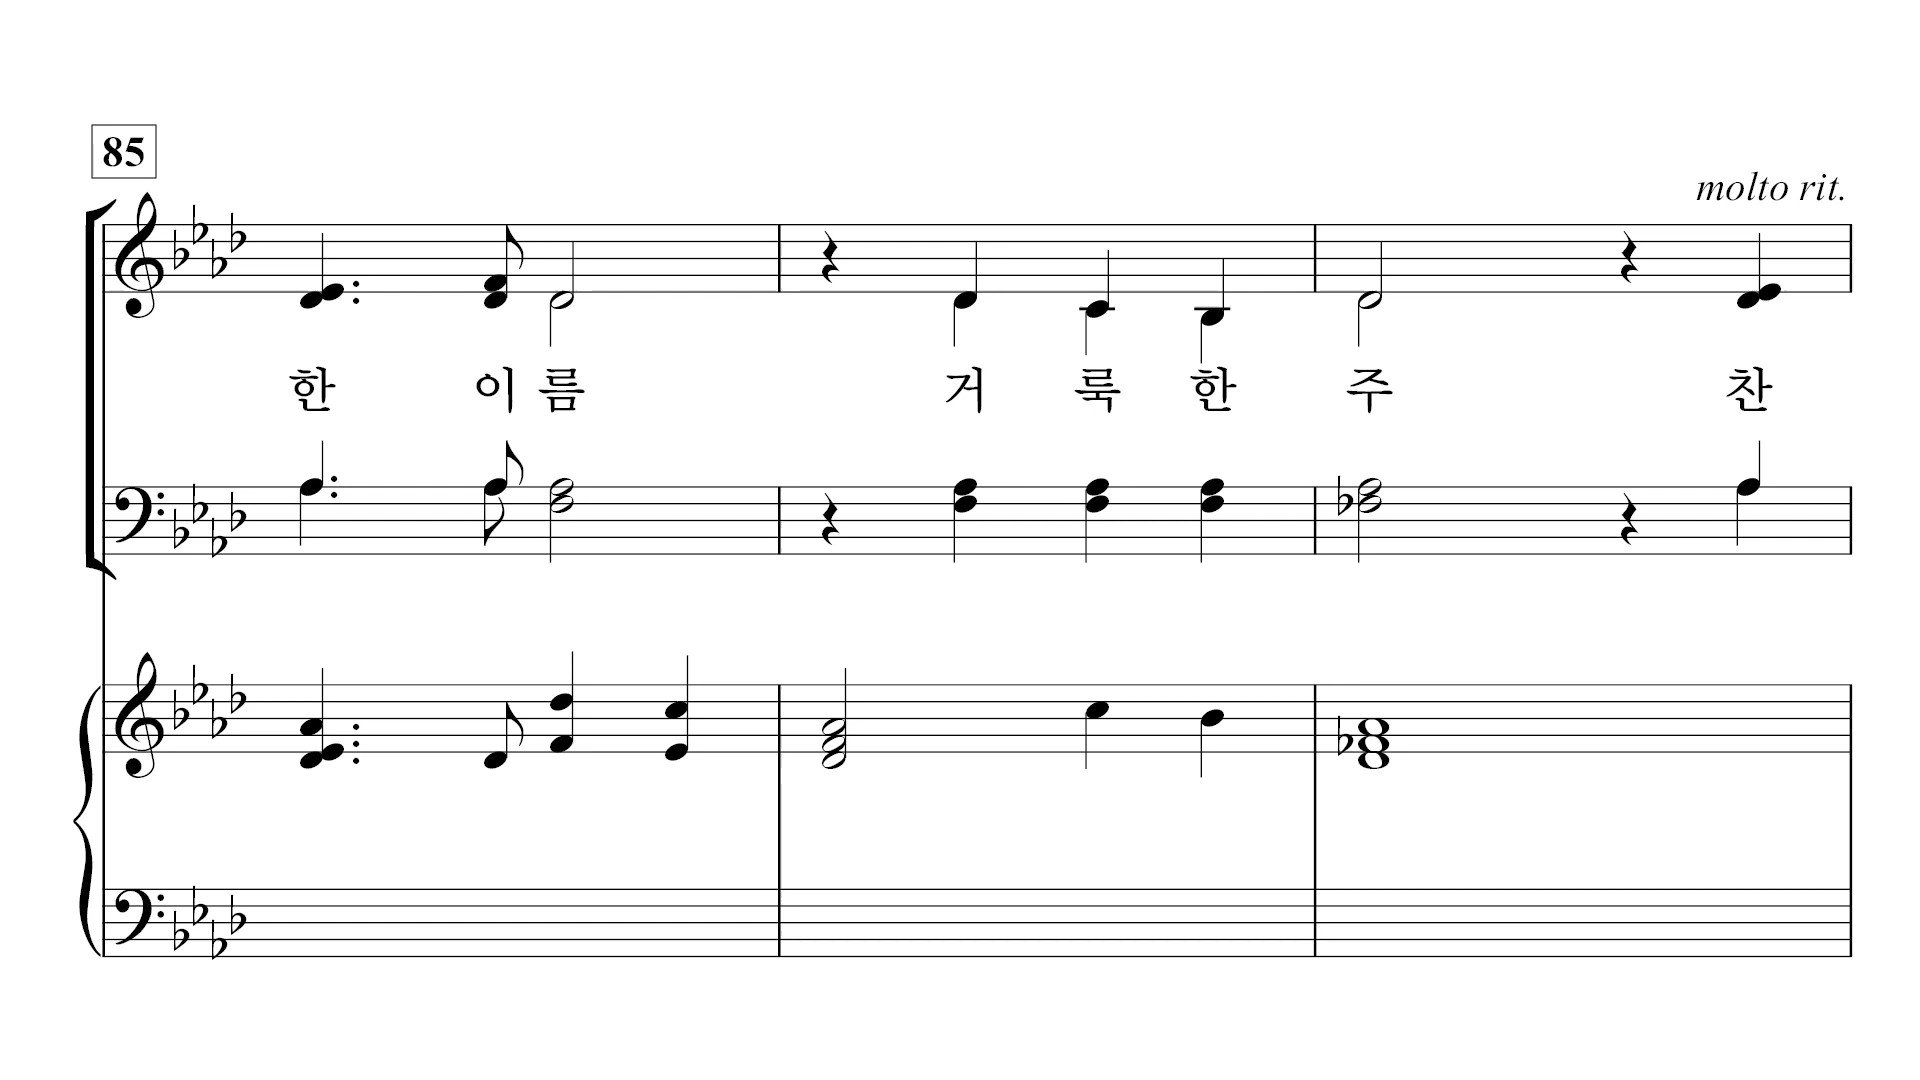 85
molto rit.
한 이 름 거 룩 한 주 찬